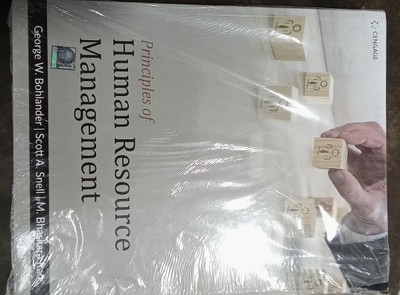 CENGAGE
Principles of
Human Resource
Management
George W. Bohlander | Scott A. Snell | M.